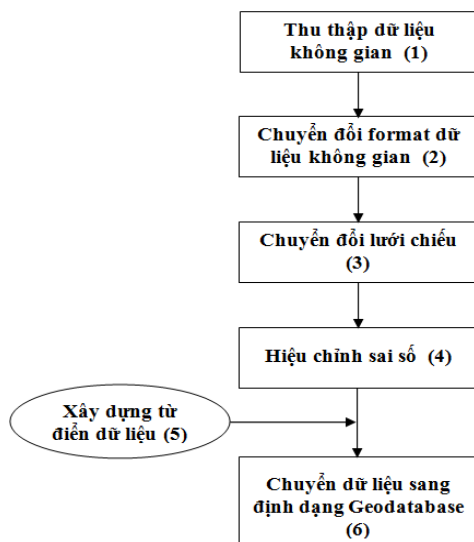 Thu thập dữ liệu
không gian (1)
Chuyển đổi format dữ
liệu không gian (2)
Chuyển đổi lưới chiếu
(3)
Hiệu chỉnh sai số (4)
Xây dựng từ
điển dữ liệu (5)
Chuyển dữ liệu sang
định dạng Geodatabase
(6)